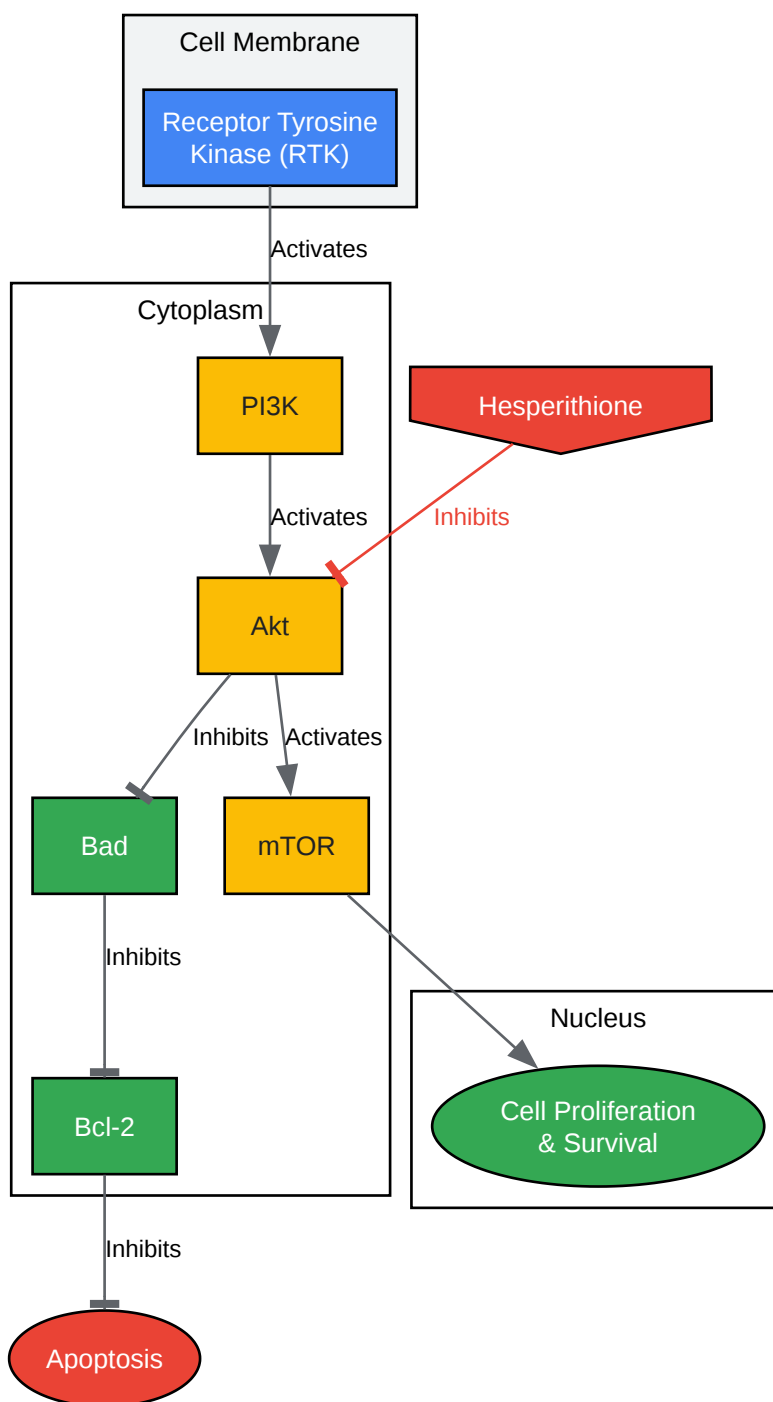 Cell Membrane
Receptor Tyrosine
Kinase (RTK)
Activates
Cytoplasm
PI3K
Hesperithione
Activates
Inhibits
Akt
Inhibits
Activates
Bad
mTOR
Inhibits
Nucleus
Cell Proliferation
& Survival
Bcl-2
Inhibits
Apoptosis